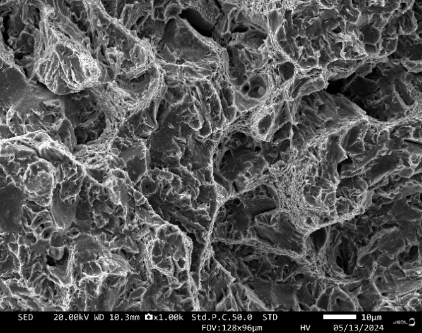 SED 20.00kV WD 10.3mm x1.00k Std.P.C.50.0 STD 10μm
FOV:128x96μm HV 05/13/2024